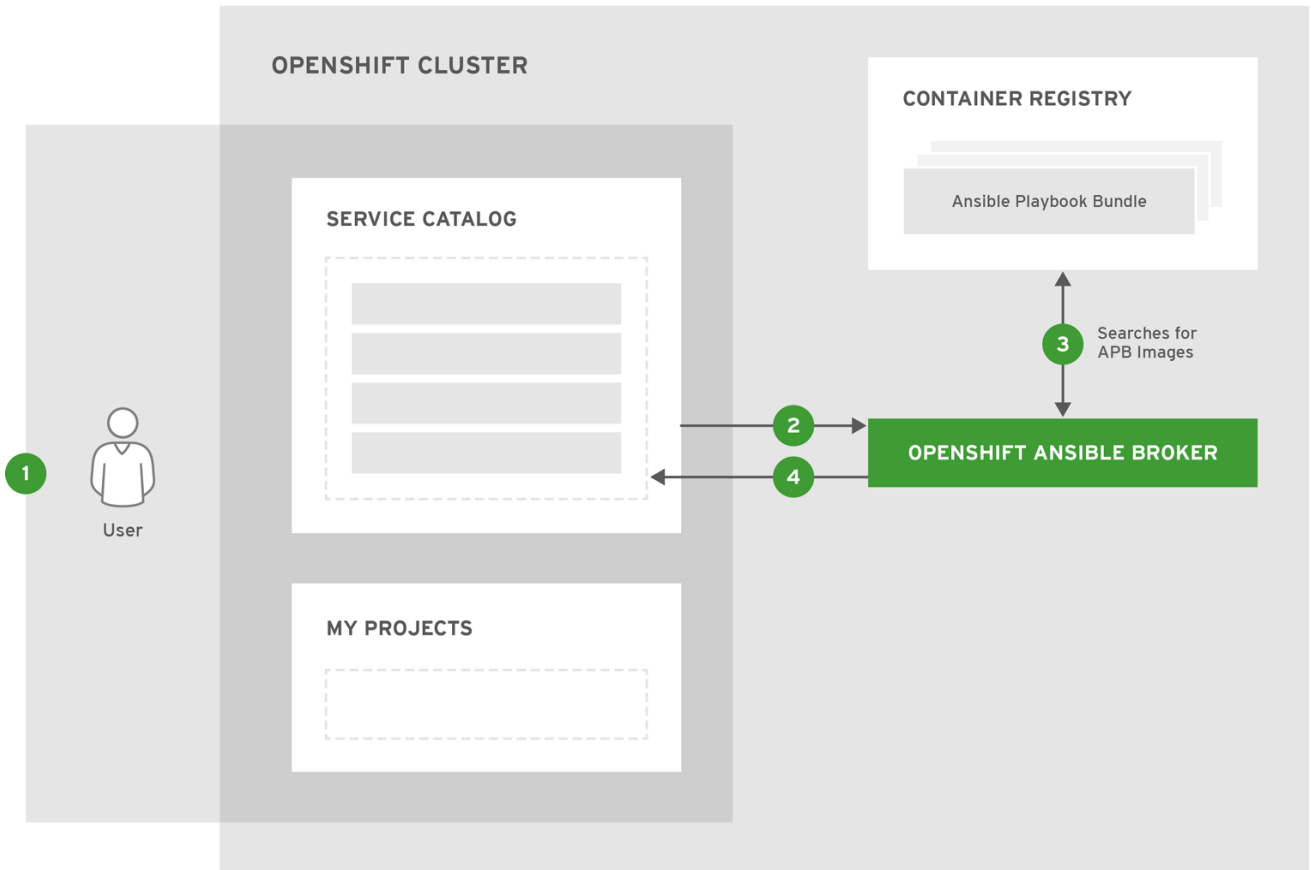 OPENSHIFT CLUSTER
CONTAINER REGISTRY
Ansible Playbook Bundle
SERVICE CATALOG
3
Searches for
APB Images
2
OPENSHIFT ANSIBLE BROKER
4
1
User
MY PROJECTS